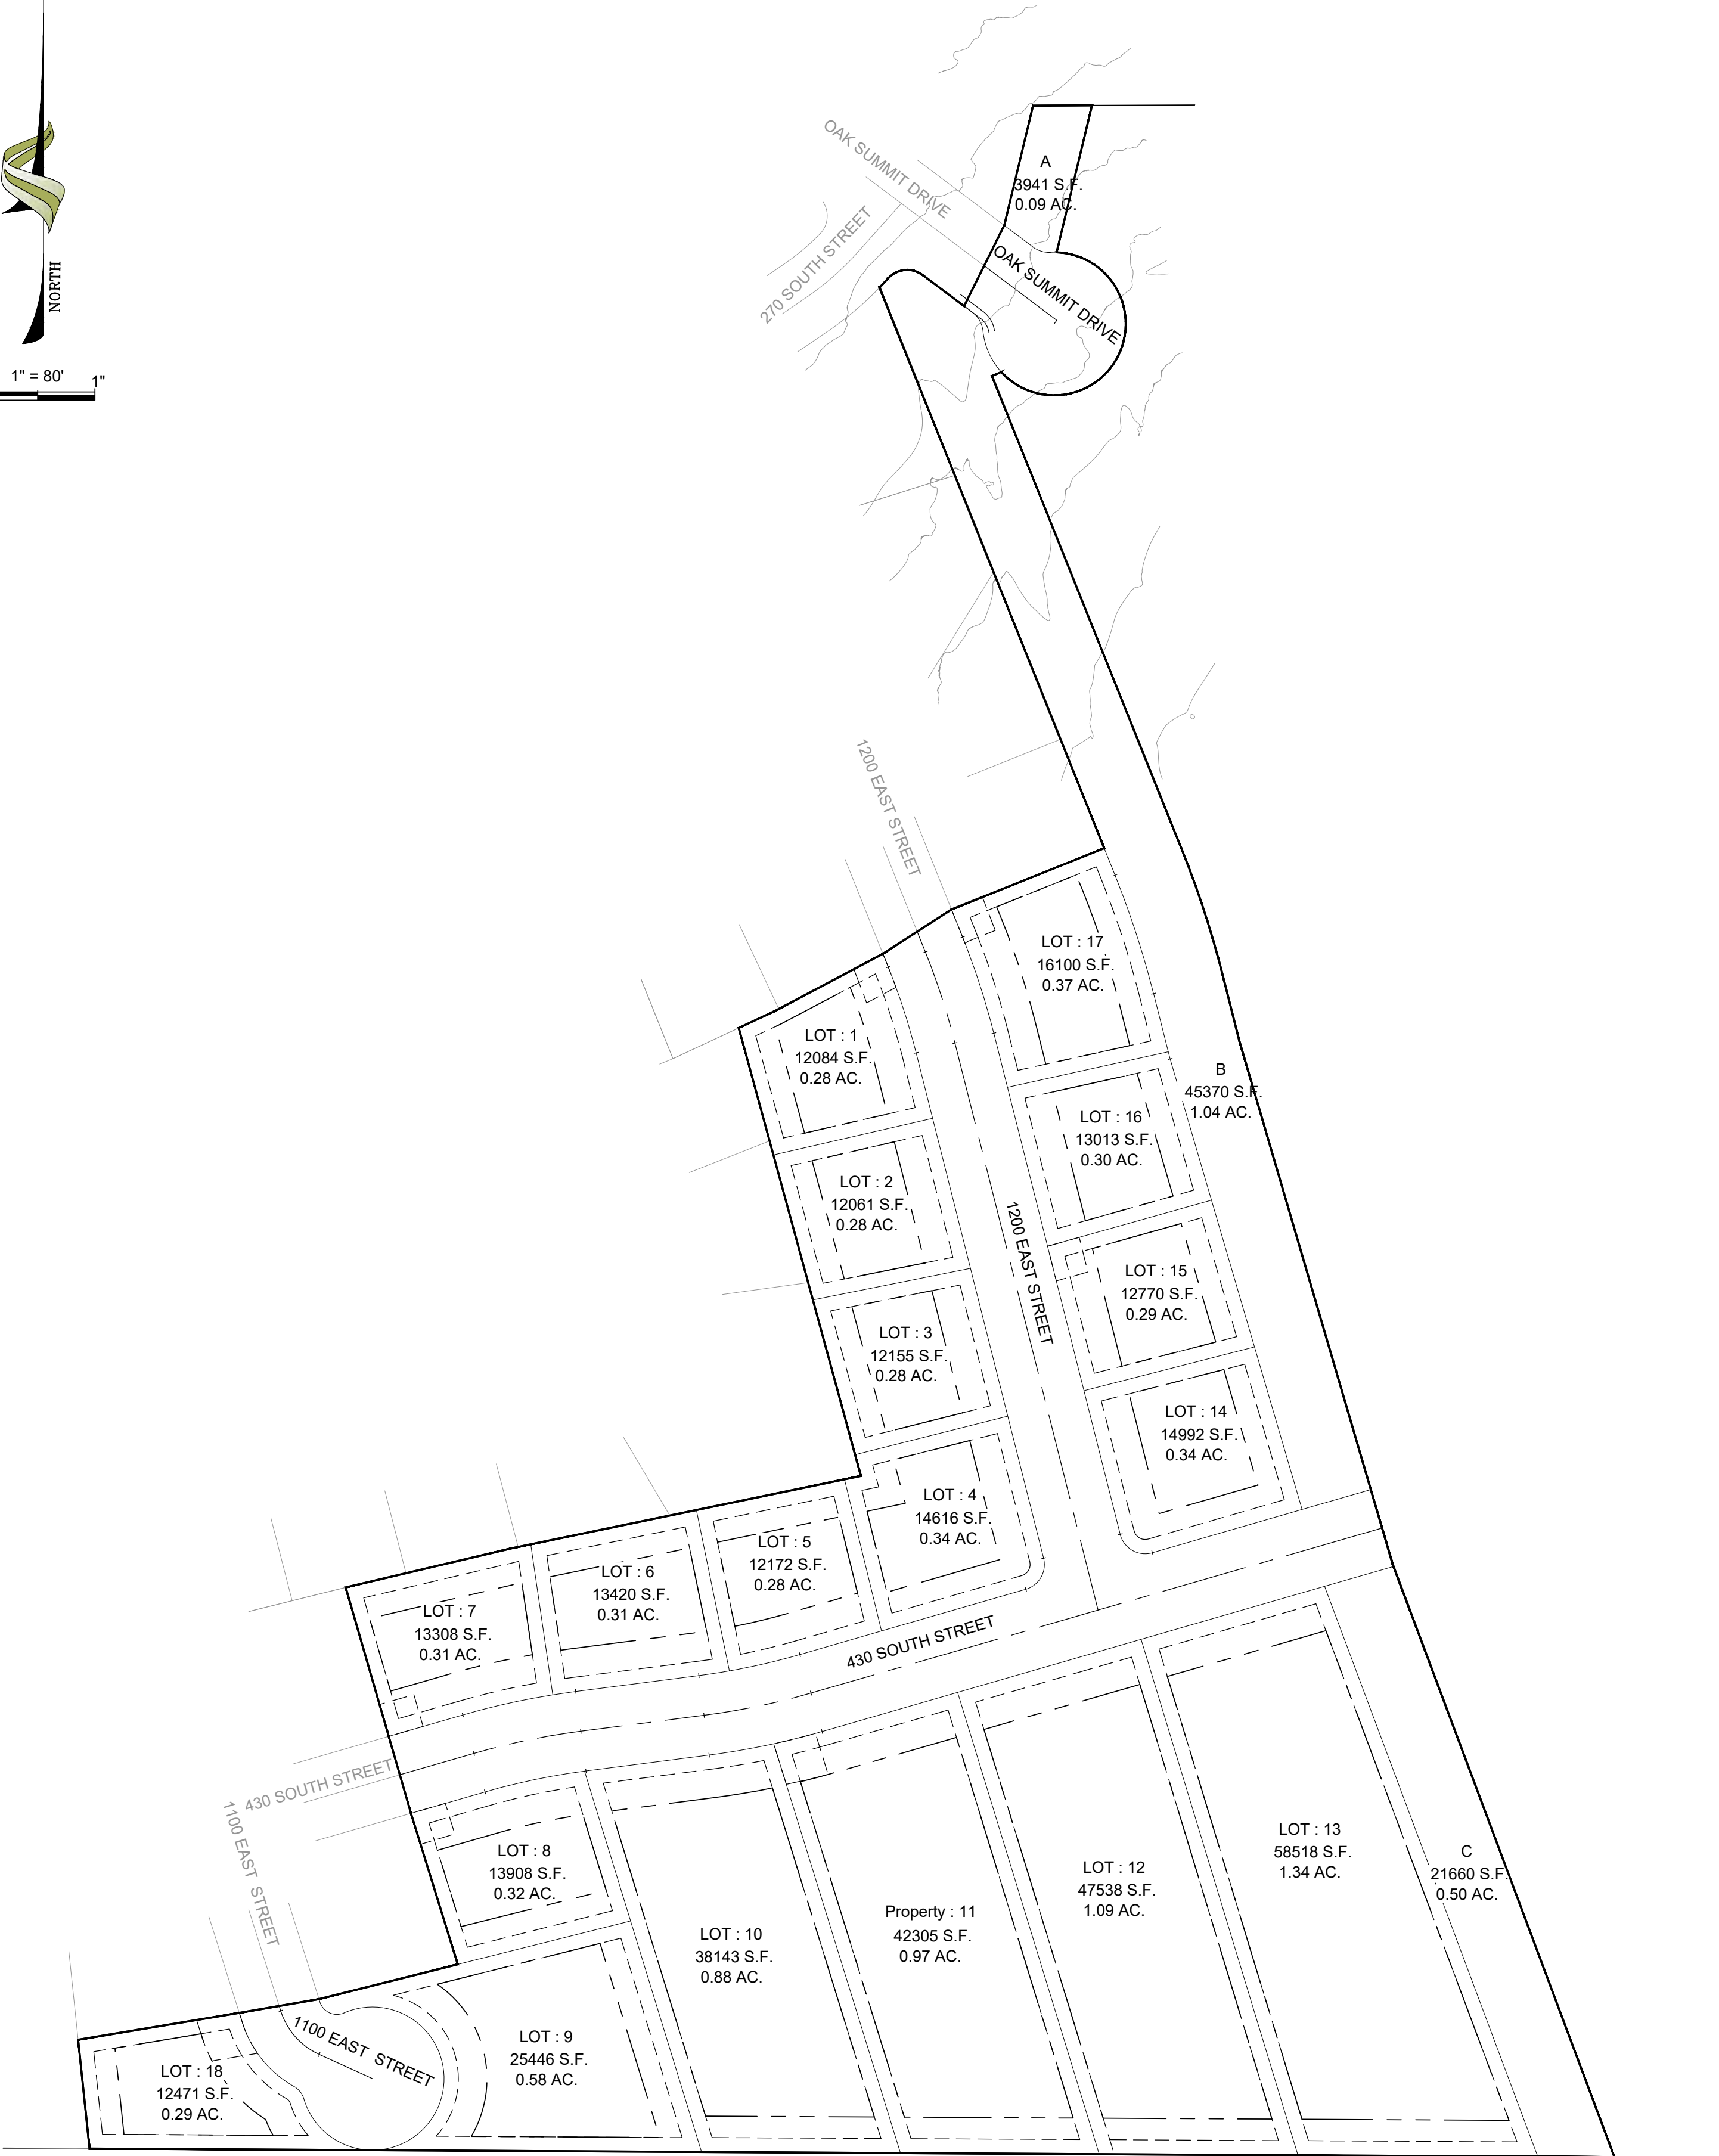 NORTH
1" = 80'
1"
OAK SUMMIT DRIVE
270 SOUTH STREET
A
3941 S.F.
0.09 AC.
OAK SUMMIT DRIVE
1200 EAST STREET
LOT : 17
16100 S.F.
0.37 AC.
LOT : 1
12084 S.F.
0.28 AC.
B
45370 S.F.
1.04 AC.
LOT : 16
13013 S.F.
0.30 AC.
LOT : 2
12061 S.F.
0.28 AC.
1200 EAST STREET
LOT : 15
12770 S.F.
0.29 AC.
LOT : 3
12155 S.F.
0.28 AC.
LOT : 14
14992 S.F.
0.34 AC.
LOT : 4
14616 S.F.
0.34 AC.
LOT : 5
12172 S.F.
0.28 AC.
LOT : 6
13420 S.F.
0.31 AC.
LOT : 7
13308 S.F.
0.31 AC.
430 SOUTH STREET
430 SOUTH STREET
1100 EAST STREET
LOT : 8
13908 S.F.
0.32 AC.
LOT : 13
58518 S.F.
1.34 AC.
C
21660 S.F.
0.50 AC.
LOT : 12
47538 S.F.
1.09 AC.
Property : 11
42305 S.F.
0.97 AC.
LOT : 10
38143 S.F.
0.88 AC.
1100 EAST STREET
LOT : 9
25446 S.F.
0.58 AC.
LOT : 18
12471 S.F.
0.29 AC.